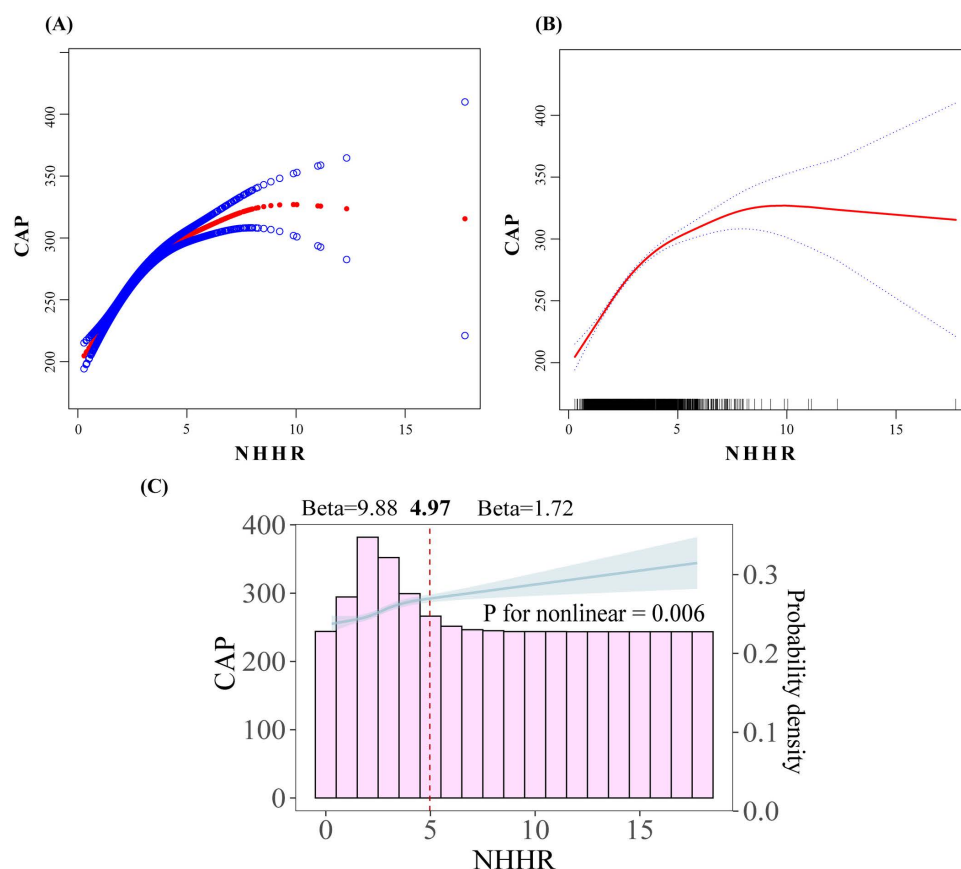 (A)
CAP
400
350
300
250
200
0 5 10 15
NHHR
(B)
CAP
400
350
300
250
200
0 5 10 15
NHHR
(C)
Beta=9.88 4.97 Beta=1.72
CAP
400
300
200
100
0
P for nonlinear = 0.006
0.3
0.2
0.1
0.0
Probability density
0 5 10 15
NHHR